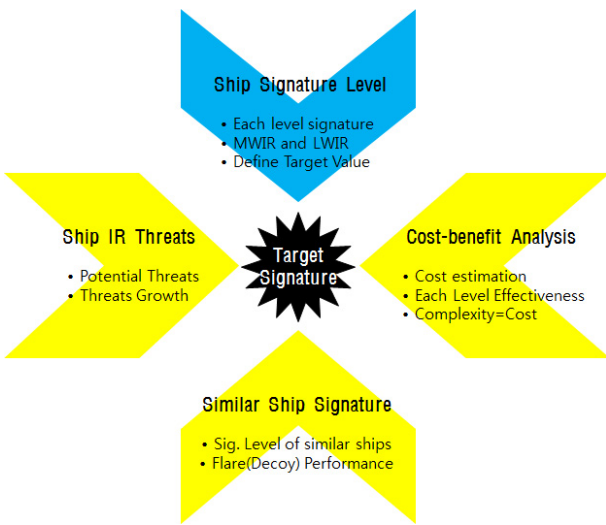 Ship Signature Level
• Each level signature
• MWIR and LWIR
• Define Target Value
Ship IR Threats
• Potential Threats
• Threats Growth
Target
Signature
Cost-benefit Analysis
• Cost estimation
• Each Level Effectiveness
• Complexity=Cost
Similar Ship Signature
• Sig. Level of similar ships
• Flare(Decoy) Performance